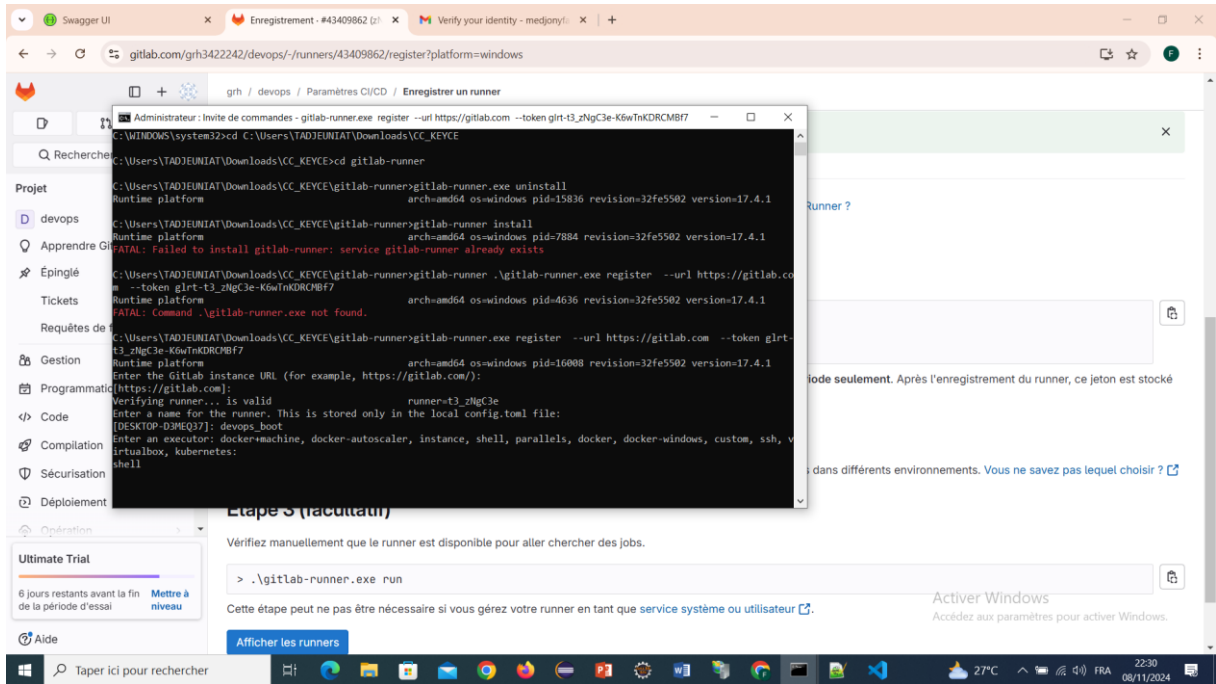 Swagger UI
Enregistrement · #43409862 (zN
Verify your identity - medjonyfa
gitlab.com/grh3422242/devops/-/runners/43409862/register?platform=windows
F
grh / devops / Paramètres CI/CD / Enregistrer un runner
Administrateur : Invite de commandes - gitlab-runner.exe register --url https://gitlab.com --token glrt-t3_zNgC3e-K6wTnKDRCMBf7
C:\WINDOWS\system32>cd C:\Users\TADJEUNIAT\Downloads\CC_KEYCE
C:\Users\TADJEUNIAT\Downloads\CC_KEYCE>cd gitlab-runner
C:\Users\TADJEUNIAT\Downloads\CC_KEYCE\gitlab-runner>gitlab-runner.exe uninstall
Runtime platform arch=amd64 os=windows pid=15836 revision=32fe5502 version=17.4.1
C:\Users\TADJEUNIAT\Downloads\CC_KEYCE\gitlab-runner>gitlab-runner install
Runtime platform arch=amd64 os=windows pid=7884 revision=32fe5502 version=17.4.1
FATAL: Failed to install gitlab-runner: service gitlab-runner already exists
C:\Users\TADJEUNIAT\Downloads\CC_KEYCE\gitlab-runner>gitlab-runner .\gitlab-runner.exe register --url https://gitlab.co
m --token glrt-t3_zNgC3e-K6wTnKDRCMBf7
Runtime platform arch=amd64 os=windows pid=4636 revision=32fe5502 version=17.4.1
FATAL: Command .\gitlab-runner.exe not found.
C:\Users\TADJEUNIAT\Downloads\CC_KEYCE\gitlab-runner>gitlab-runner.exe register --url https://gitlab.com --token glrt-
t3_zNgC3e-K6wTnKDRCMBf7
Runtime platform arch=amd64 os=windows pid=16008 revision=32fe5502 version=17.4.1
Enter the GitLab instance URL (for example, https://gitlab.com/):
[https://gitlab.com]:
Verifying runner... is valid runner=t3_zNgC3e
Enter a name for the runner. This is stored only in the local config.toml file:
[DESKTOP-D3MEQ37]: devops_boot
Enter an executor: docker+machine, docker-autoscaler, instance, shell, parallels, docker, docker-windows, custom, ssh, v
irtualbox, kubernetes:
shell
Rechercher
Projet
D devops
Apprendre Git
Épinglé
Tickets
Requêtes de f
Gestion
Programmatio
Code
Compilation
Sécurisation
Déploiement
Opération
Ultimate Trial
6 jours restants avant la fin de la période d'essai
Mettre à niveau
Aide
Runner ?
iode seulement. Après l'enregistrement du runner, ce jeton est stocké
s dans différents environnements. Vous ne savez pas lequel choisir ?
Étape 3 (facultatif)
Vérifiez manuellement que le runner est disponible pour aller chercher des jobs.
> .\gitlab-runner.exe run
Cette étape peut ne pas être nécessaire si vous gérez votre runner en tant que service système ou utilisateur.
Afficher les runners
Activer Windows
Accédez aux paramètres pour activer Windows.
Taper ici pour rechercher
27°C
FRA
22:30
08/11/2024